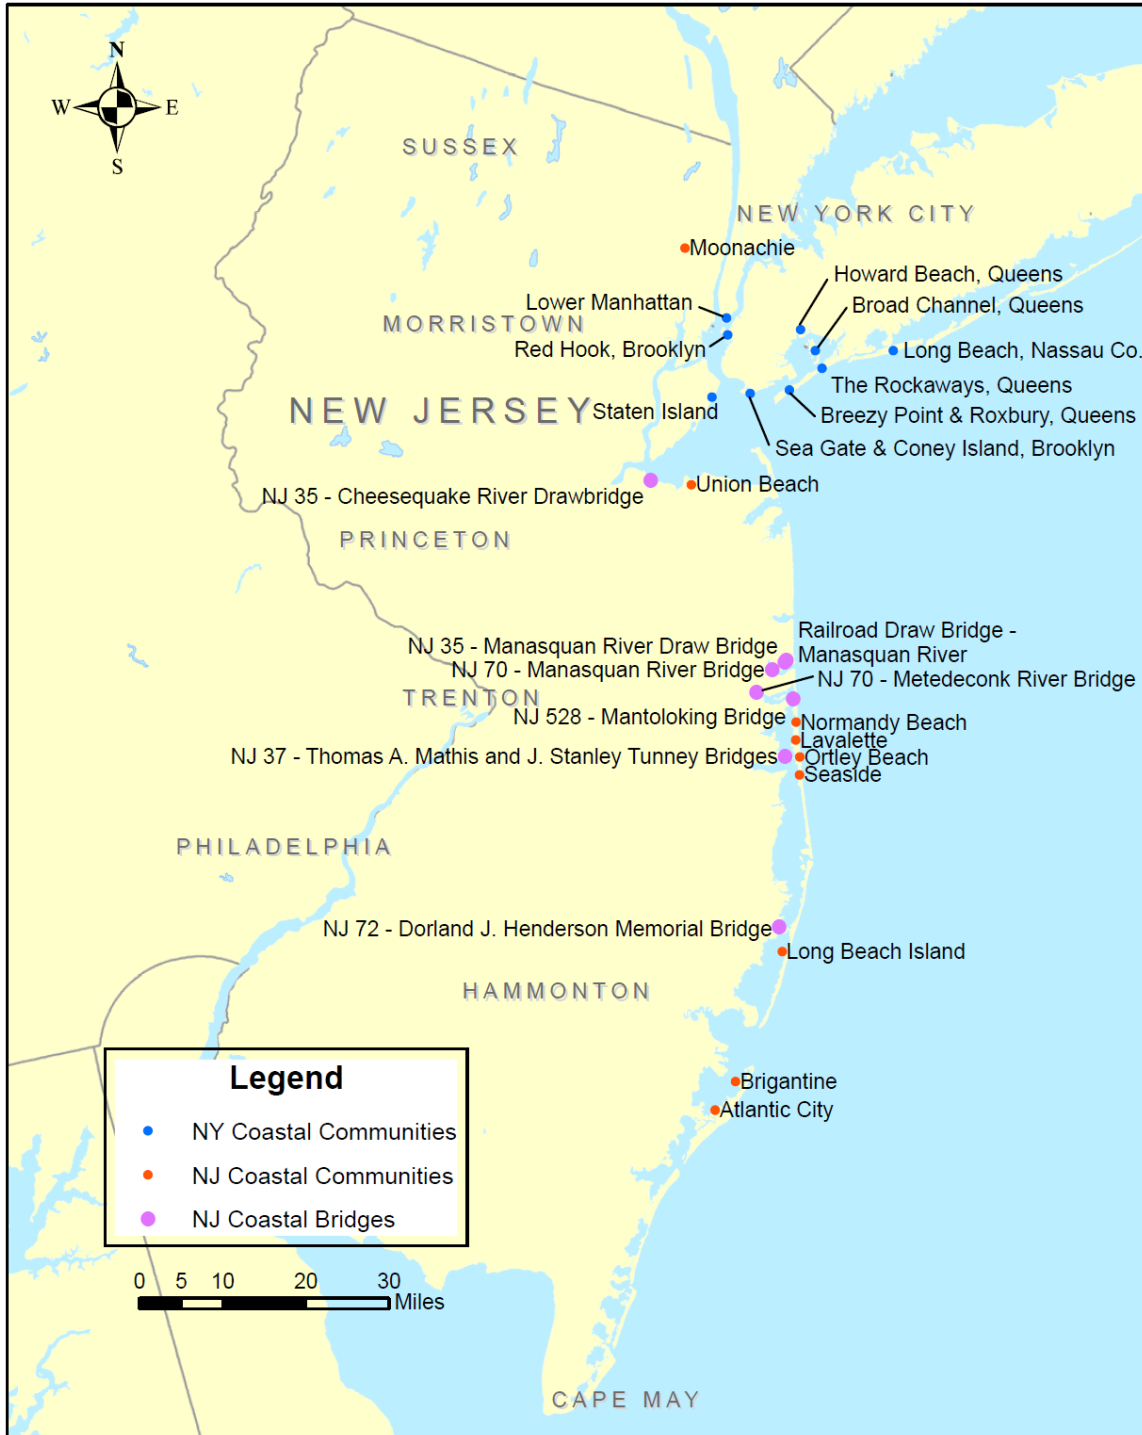 N
W E
S
SUSSEX
NEW YORK CITY
Moonachie
Howard Beach, Queens
Lower Manhattan
Broad Channel, Queens
MORRISTOWN
Red Hook, Brooklyn
Long Beach, Nassau Co.
The Rockaways, Queens
NEW JERSEY
Staten Island
Breezy Point & Roxbury, Queens
Sea Gate & Coney Island, Brooklyn
Union Beach
NJ 35 - Cheesequake River Drawbridge
PRINCETON
Railroad Draw Bridge -
Manasquan River
NJ 35 - Manasquan River Draw Bridge
NJ 70 - Manasquan River Bridge
NJ 70 - Metedeconk River Bridge
TRENTON
NJ 528 - Mantoloking Bridge
Normandy Beach
Lavalette
NJ 37 - Thomas A. Mathis and J. Stanley Tunney Bridges
Ortley Beach
Seaside
PHILADELPHIA
NJ 72 - Dorland J. Henderson Memorial Bridge
Long Beach Island
HAMMONTON
Brigantine
Atlantic City
Legend
NY Coastal Communities
NJ Coastal Communities
NJ Coastal Bridges
0 5 10 20 30
Miles
CAPE MAY